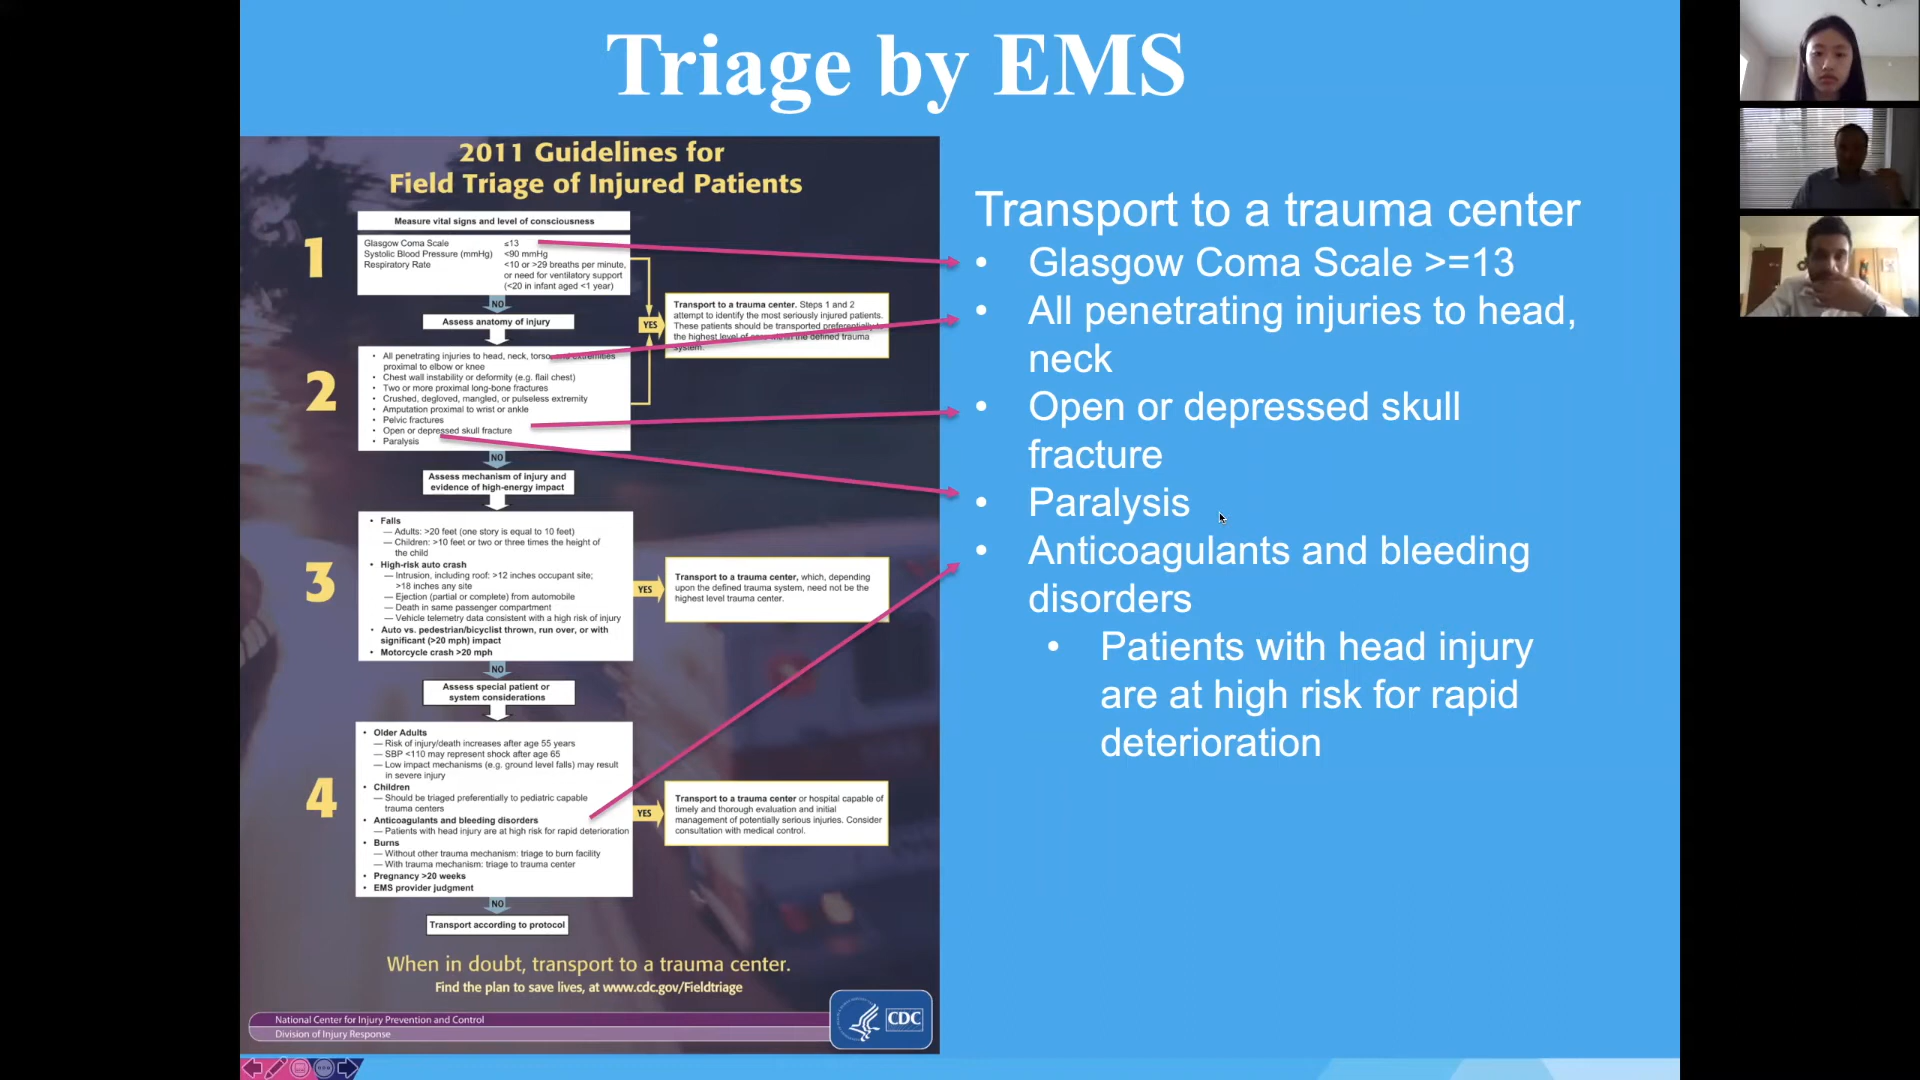 Triage by EMS
2011 Guidelines for
Field Triage of Injured Patients
1
Measure vital signs and level of consciousness
Glasgow Coma Scale ≤13
Systolic Blood Pressure (mmHg) <90 mmHg
Respiratory Rate <10 or >29 breaths per minute,
or need for ventilatory support
(<20 in infant aged <1 year)
NO
Assess anatomy of injury
YES
Transport to a trauma center. Steps 1 and 2
attempt to identify the most seriously injured patients.
These patients should be transported preferentially to
the highest level of care within the defined trauma
system.
2
• All penetrating injuries to head, neck, torso and extremities
proximal to elbow or knee
• Chest wall instability or deformity (e.g. flail chest)
• Two or more proximal long-bone fractures
• Crushed, degloved, mangled, or pulseless extremity
• Amputation proximal to wrist or ankle
• Pelvic fractures
• Open or depressed skull fracture
• Paralysis
NO
Assess mechanism of injury and
evidence of high-energy impact
3
• Falls
— Adults: >20 feet (one story is equal to 10 feet)
— Children: >10 feet or two or three times the height of
the child
• High-risk auto crash
— Intrusion, including roof: >12 inches occupant site;
>18 inches any site
— Ejection (partial or complete) from automobile
— Death in same passenger compartment
— Vehicle telemetry data consistent with a high risk of injury
• Auto vs. pedestrian/bicyclist thrown, run over, or with
significant (>20 mph) impact
• Motorcycle crash >20 mph
YES
Transport to a trauma center, which, depending
upon the defined trauma system, need not be the
highest level trauma center.
NO
Assess special patient or
system considerations
4
• Older Adults
— Risk of injury/death increases after age 55 years
— SBP <110 may represent shock after age 65
— Low impact mechanisms (e.g. ground level falls) may result
in severe injury
• Children
— Should be triaged preferentially to pediatric capable
trauma centers
• Anticoagulants and bleeding disorders
— Patients with head injury are at high risk for rapid deterioration
• Burns
— Without other trauma mechanism: triage to burn facility
— With trauma mechanism: triage to trauma center
• Pregnancy >20 weeks
• EMS provider judgment
YES
Transport to a trauma center or hospital capable of
timely and thorough evaluation and initial
management of potentially serious injuries. Consider
consultation with medical control.
NO
Transport according to protocol
When in doubt, transport to a trauma center.
Find the plan to save lives, at www.cdc.gov/Fieldtriage
National Center for Injury Prevention and Control
Division of Injury Response
CDC
Transport to a trauma center
• Glasgow Coma Scale >=13
• All penetrating injuries to head,
neck
• Open or depressed skull
fracture
• Paralysis
• Anticoagulants and bleeding
disorders
• Patients with head injury
are at high risk for rapid
deterioration